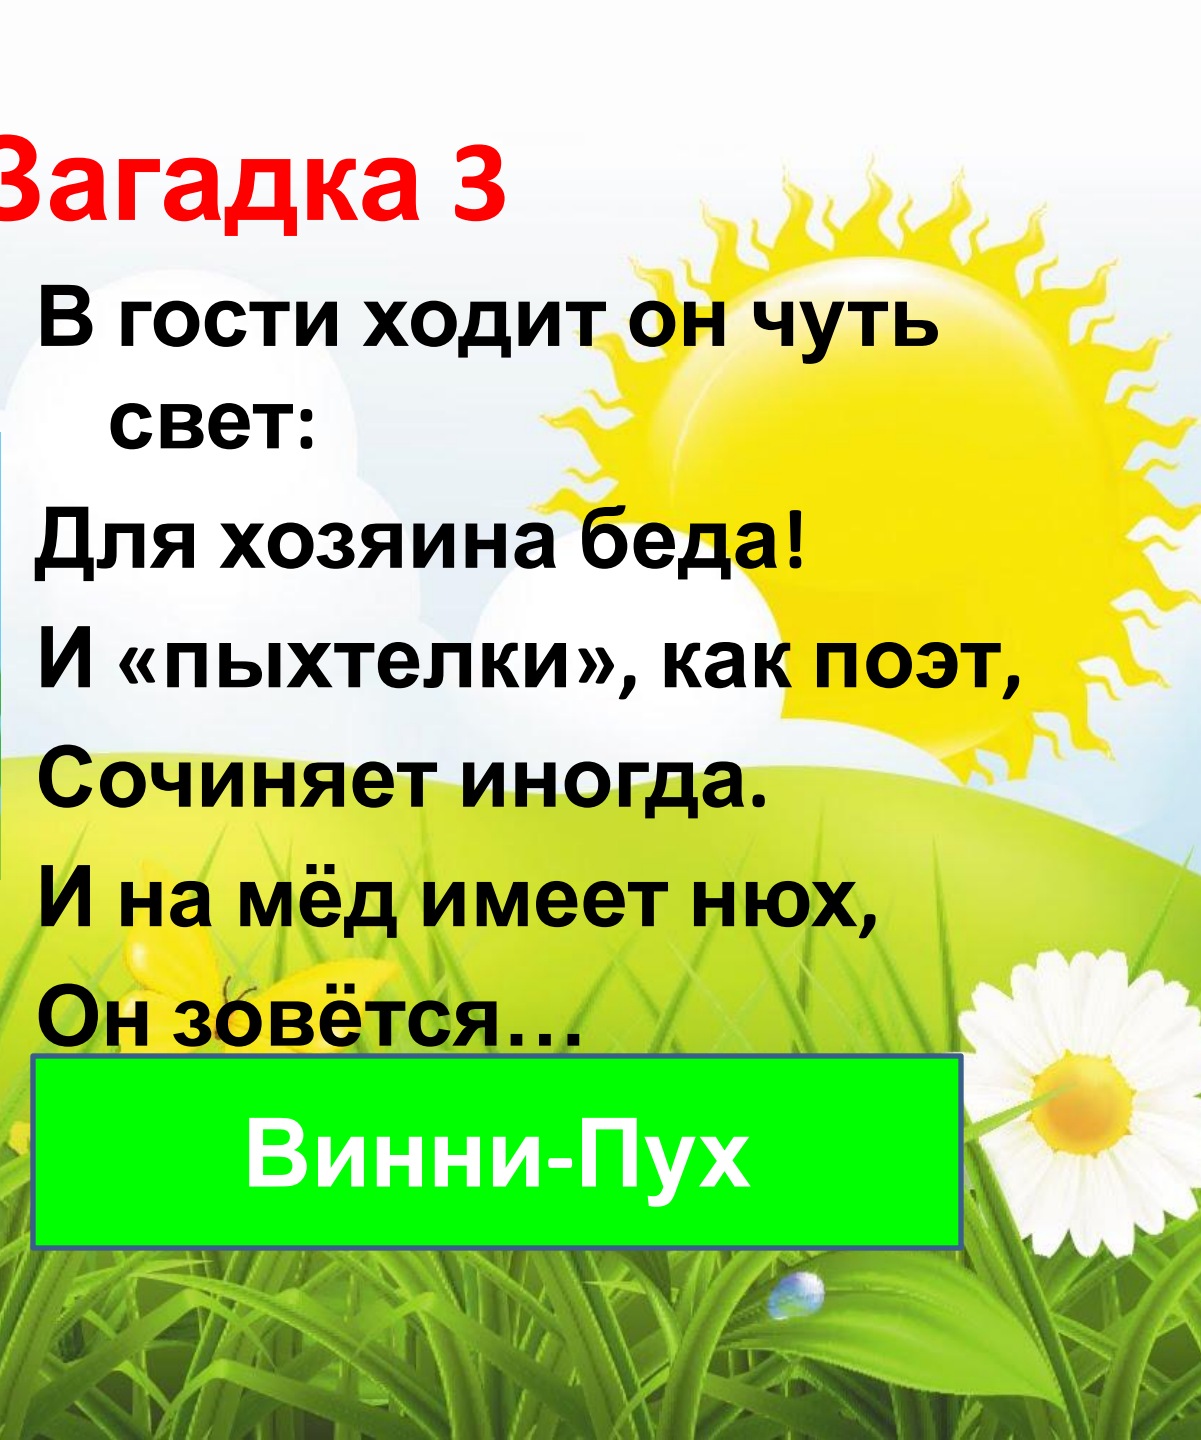 Загадка 3
В гости ходит он чуть
свет:
Для хозяина беда!
И «пыхтелки», как поэт,
Сочиняет иногда.
И на мёд имеет нюх,
Он зовётся...
Винни-Пух